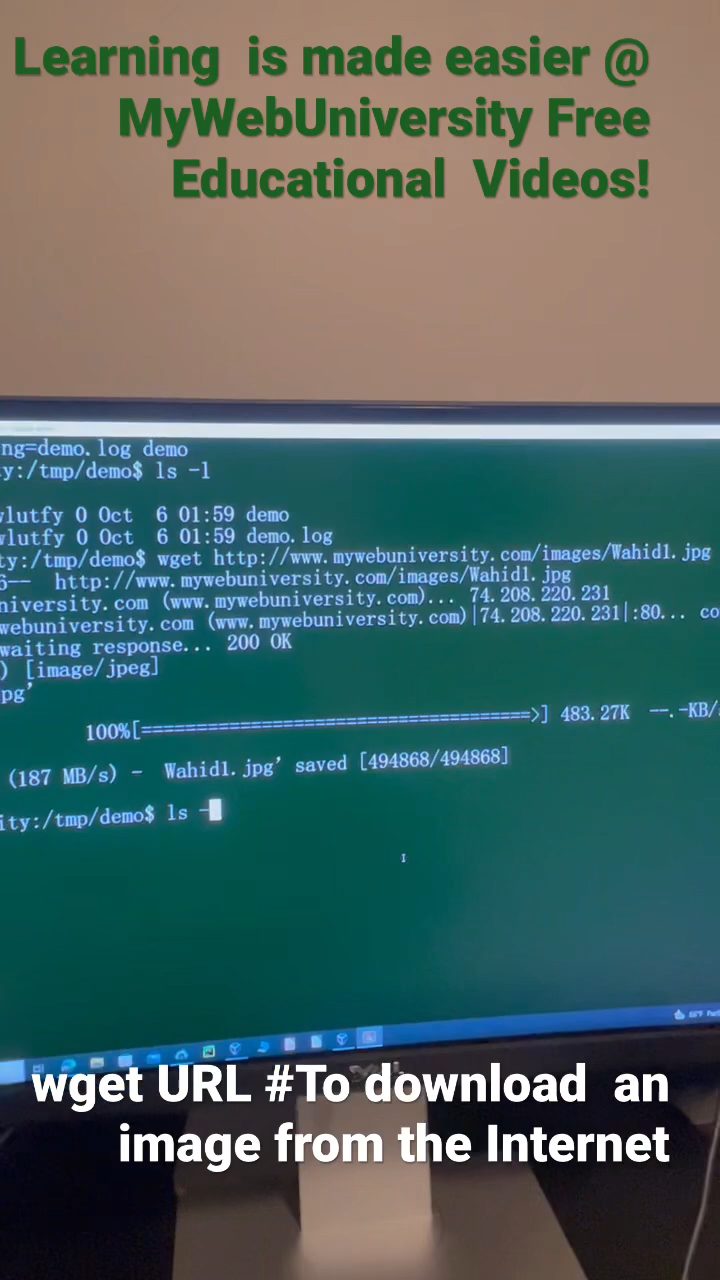 Learning is made easier @
MyWebUniversity Free
Educational Videos!
ng=demo.log demo
y:/tmp/demo$ ls -l
lutfy 0 Oct 6 01:59 demo
lutfy 0 Oct 6 01:59 demo.log
ty:/tmp/demo$ wget http://www.mywebuniversity.com/images/Wahid1.jpg
6-- http://www.mywebuniversity.com/images/Wahid1.jpg
niversity.com (www.mywebuniversity.com)... 74.208.220.231
webuniversity.com (www.mywebuniversity.com)|74.208.220.231|:80... co
waiting response... 200 OK
) [image/jpeg]
pg'
100%[===================================>] 483.27K --.-KB/
(187 MB/s) - Wahid1.jpg' saved [494868/494868]
ity:/tmp/demo$ ls -
wget URL #To download an
image from the Internet